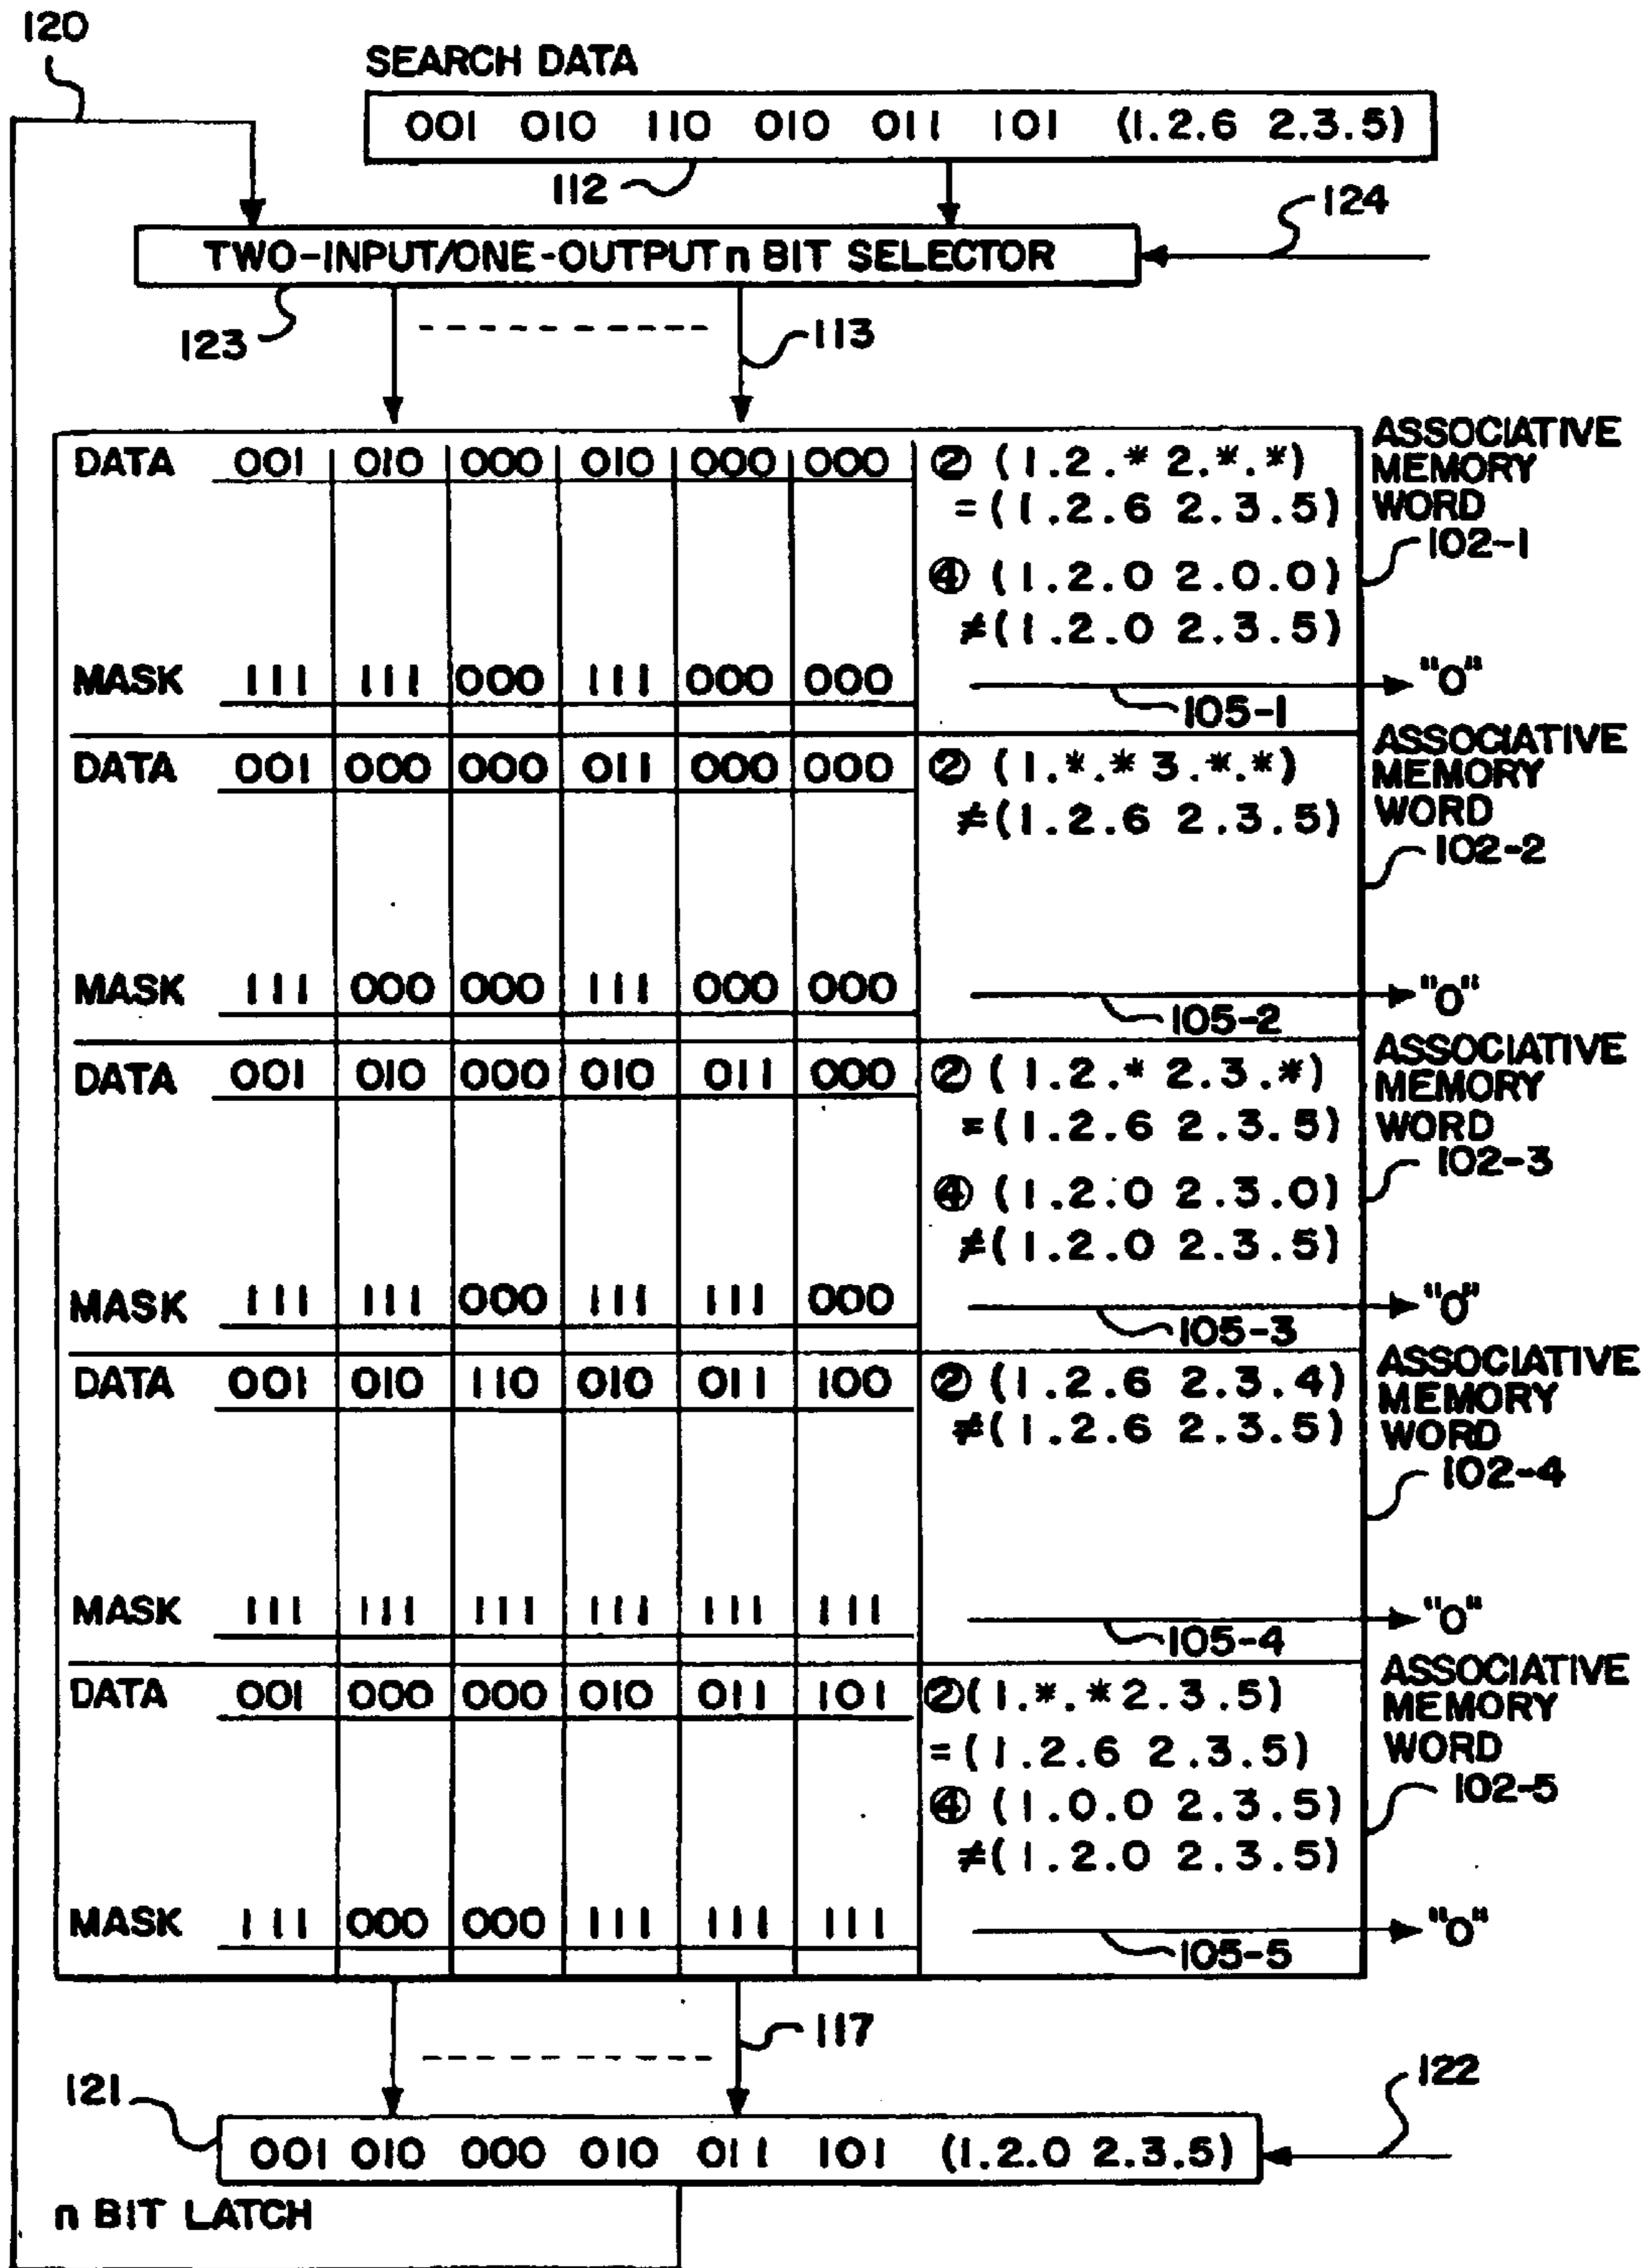 120
SEARCH DATA
001 010 110 010 011 101 (1.2.6 2.3.5)
112
124
TWO-INPUT/ONE-OUTPUT n BIT SELECTOR
123
113
DATA 001 010 000 010 000 000 ② (1.2.* 2.*.*)
= (1.2.6 2.3.5)
④ (1.2.0 2.0.0)
≠(1.2.0 2.3.5)
ASSOCIATIVE
MEMORY
WORD
102-1
MASK 111 111 000 111 000 000 "0"
105-1
DATA 001 000 000 011 000 000 ② (1.*.* 3.*.*)
≠(1.2.6 2.3.5)
ASSOCIATIVE
MEMORY
WORD
102-2
MASK 111 000 000 111 000 000 "0"
105-2
DATA 001 010 000 010 011 000 ② (1.2.* 2.3.*)
=(1.2.6 2.3.5)
④ (1.2.0 2.3.0)
≠(1.2.0 2.3.5)
ASSOCIATIVE
MEMORY
WORD
102-3
MASK 111 111 000 111 111 000 "0"
105-3
DATA 001 010 110 010 011 100 ② (1.2.6 2.3.4)
≠(1.2.6 2.3.5)
ASSOCIATIVE
MEMORY
WORD
102-4
MASK 111 111 111 111 111 111 "0"
105-4
DATA 001 000 000 010 011 101 ②(1.*.* 2.3.5)
=(1.2.6 2.3.5)
④ (1.0.0 2.3.5)
≠(1.2.0 2.3.5)
ASSOCIATIVE
MEMORY
WORD
102-5
MASK 111 000 000 111 111 111 "0"
105-5
117
121
122
001 010 000 010 011 101 (1.2.0 2.3.5)
n BIT LATCH